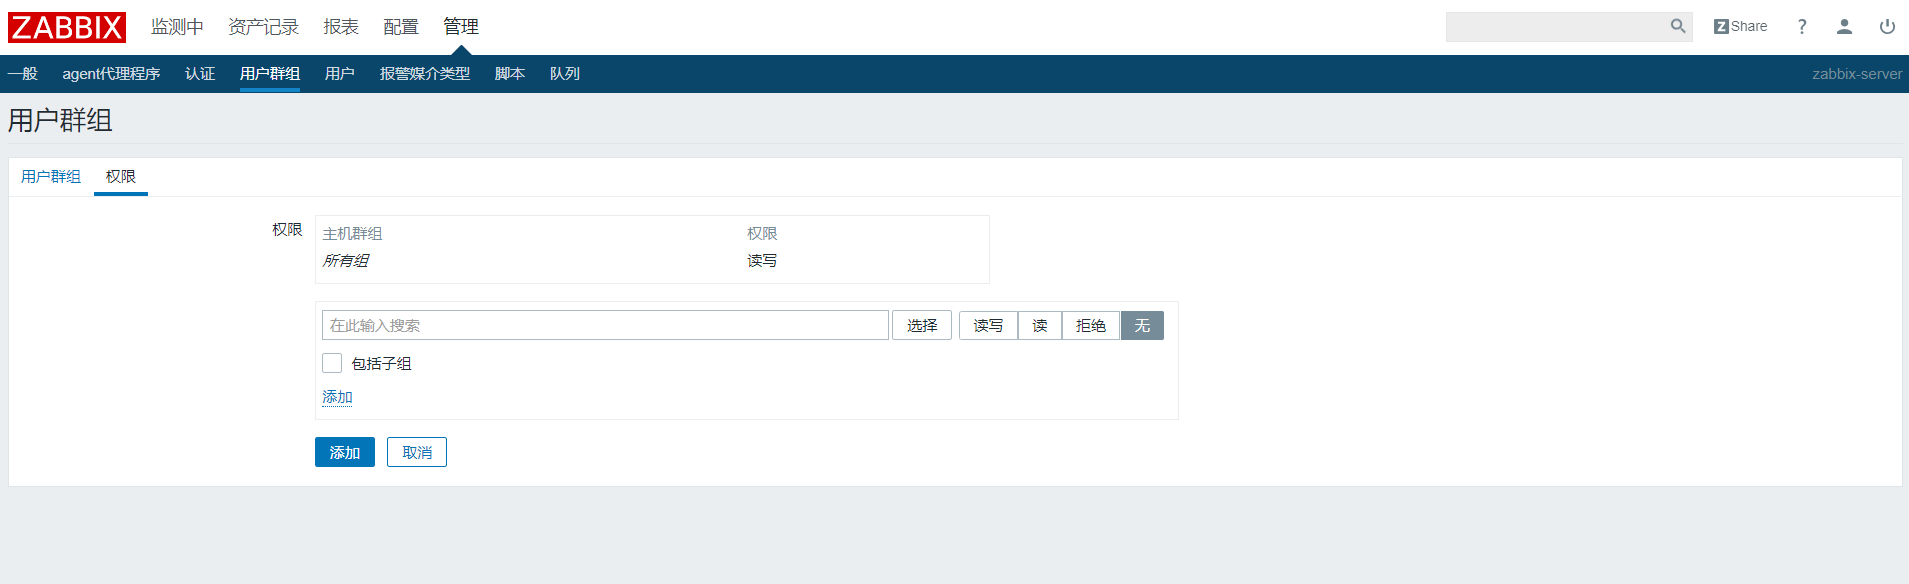 ZABBIX 监测中 资产记录 报表 配置 管理 Z Share ?
一般 agent代理程序 认证 用户群组 用户 报警媒介类型 脚本 队列 zabbix-server
用户群组
用户群组 权限
权限 主机群组 权限
所有组 读写
在此输入搜索 选择 读写 读 拒绝 无
包括子组
添加
添加 取消